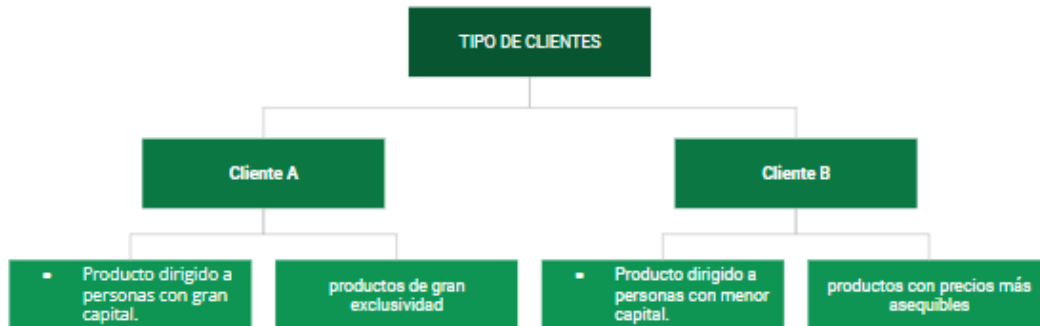 TIPO DE CLIENTES
Cliente A
Cliente B
▪ Producto dirigido a
personas con gran
capital.
productos de gran
exclusividad
▪ Producto dirigido a
personas con menor
capital.
productos con precios más
asequibles